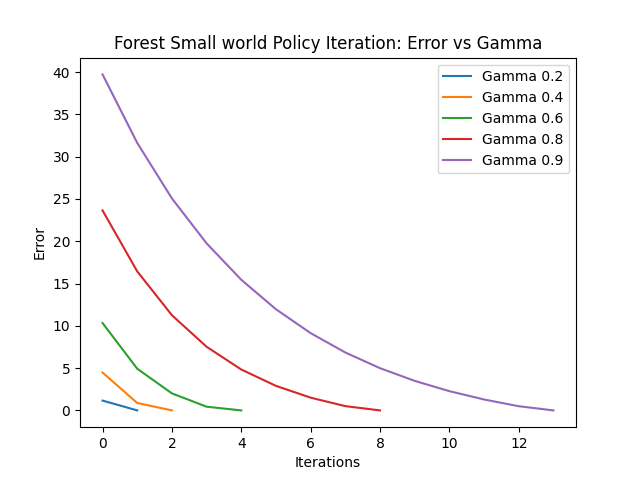 Forest Small world Policy Iteration: Error vs Gamma
40
35
30
25
20
15
10
5
0
Error
Gamma 0.2
Gamma 0.4
Gamma 0.6
Gamma 0.8
Gamma 0.9
0 2 4 6 8 10 12
Iterations